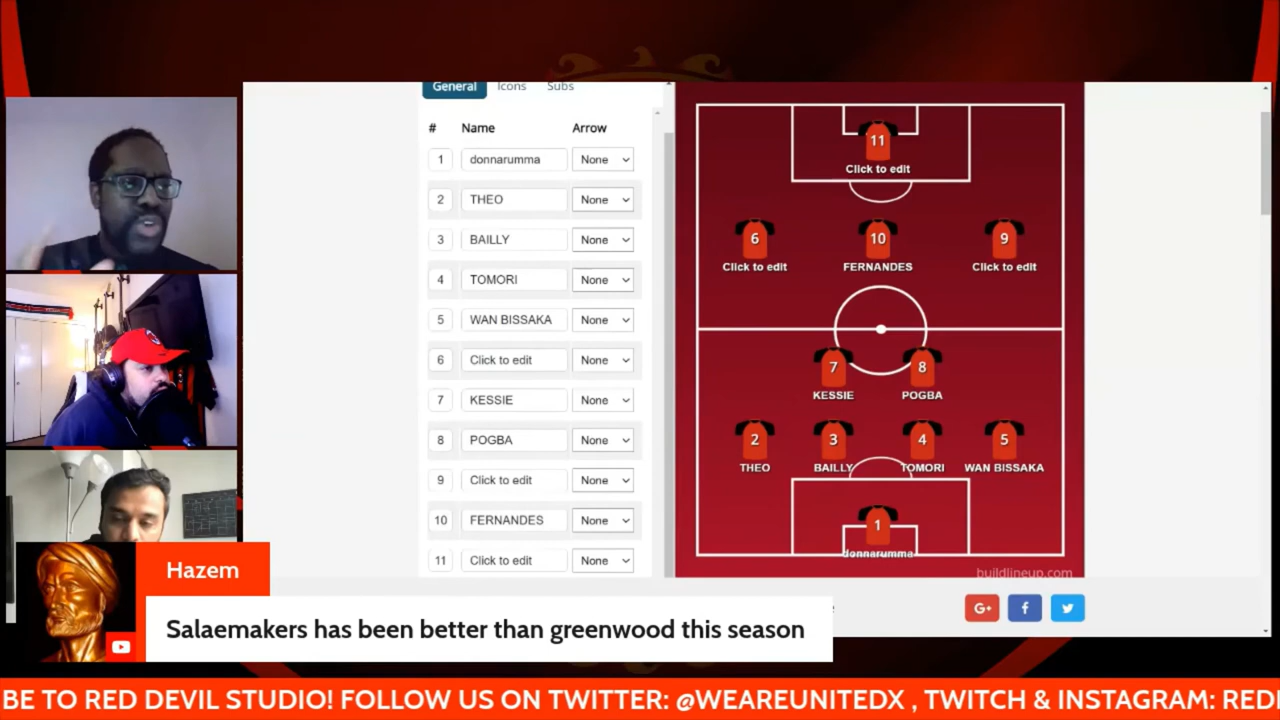 General Icons Subs
# Name Arrow
1 donnarumma None
2 THEO None
3 BAILLY None
4 TOMORI None
5 WAN BISSAKA None
6 Click to edit None
7 KESSIE None
8 POGBA None
9 Click to edit None
10 FERNANDES None
11 Click to edit None
11
Click to edit
6 10 9
Click to edit FERNANDES Click to edit
7 8
KESSIE POGBA
2 3 4 5
THEO BAILLY TOMORI WAN BISSAKA
1
donnarumma
buildlineup.com
G+ f
Hazem
Salaemakers has been better than greenwood this season
BE TO RED DEVIL STUDIO! FOLLOW US ON TWITTER: @WEAREUNITEDX , TWITCH & INSTAGRAM: RED